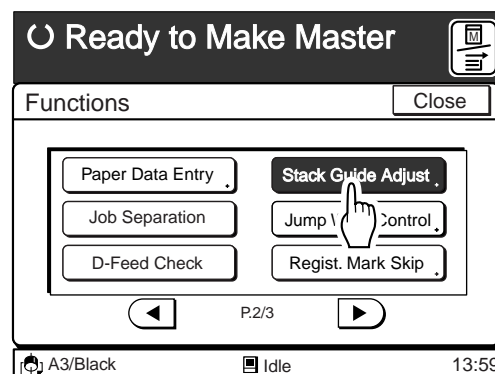 Ready to Make Master
M
Functions Close
Paper Data Entry Stack Guide Adjust
Job Separation Jump Control
D-Feed Check Regist. Mark Skip
P.2/3
A3/Black Idle 13:59